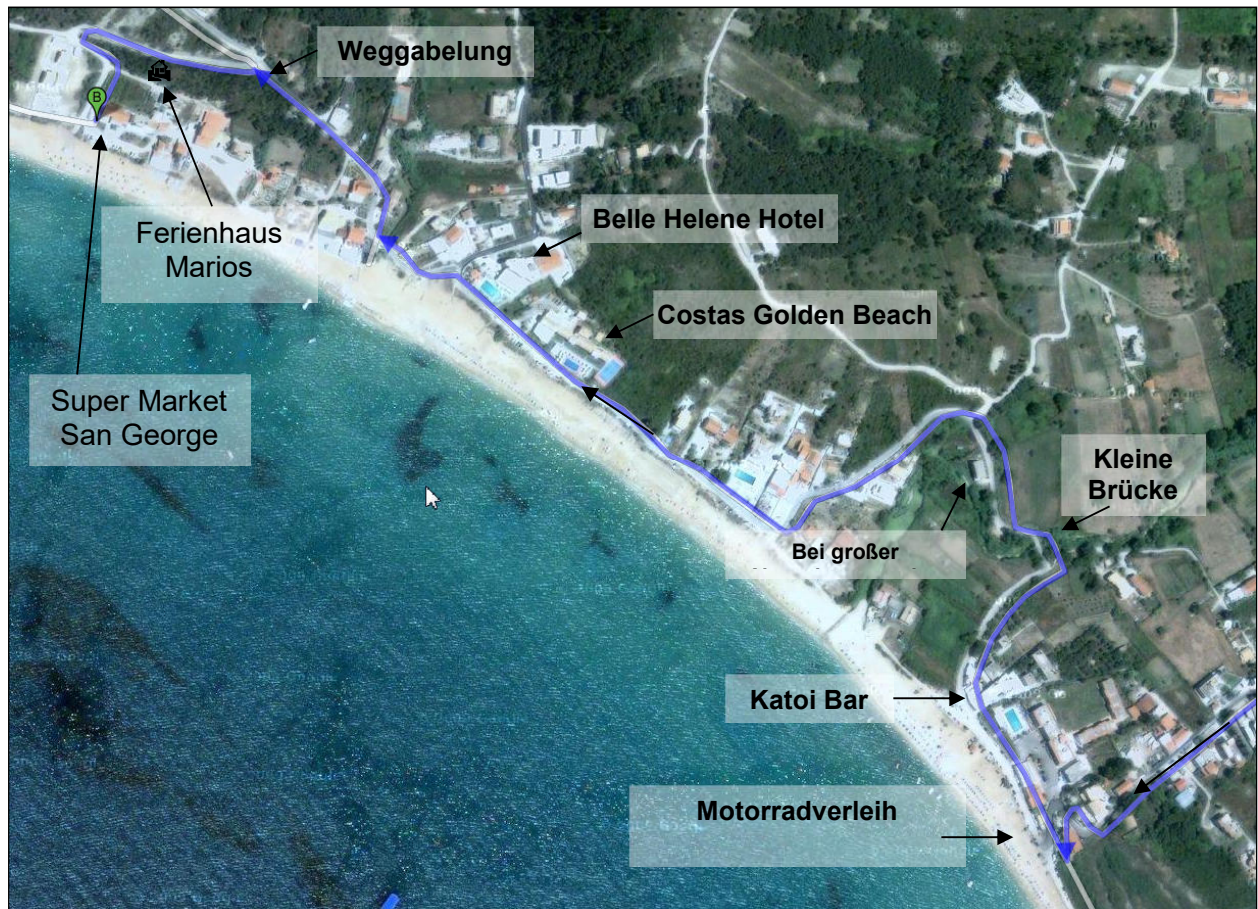 Weggabelung
B
Ferienhaus
Marios
Belle Helene Hotel
Costas Golden Beach
Super Market
San George
Kleine
Brücke
Bei großer
Katoi Bar
Motorradverleih